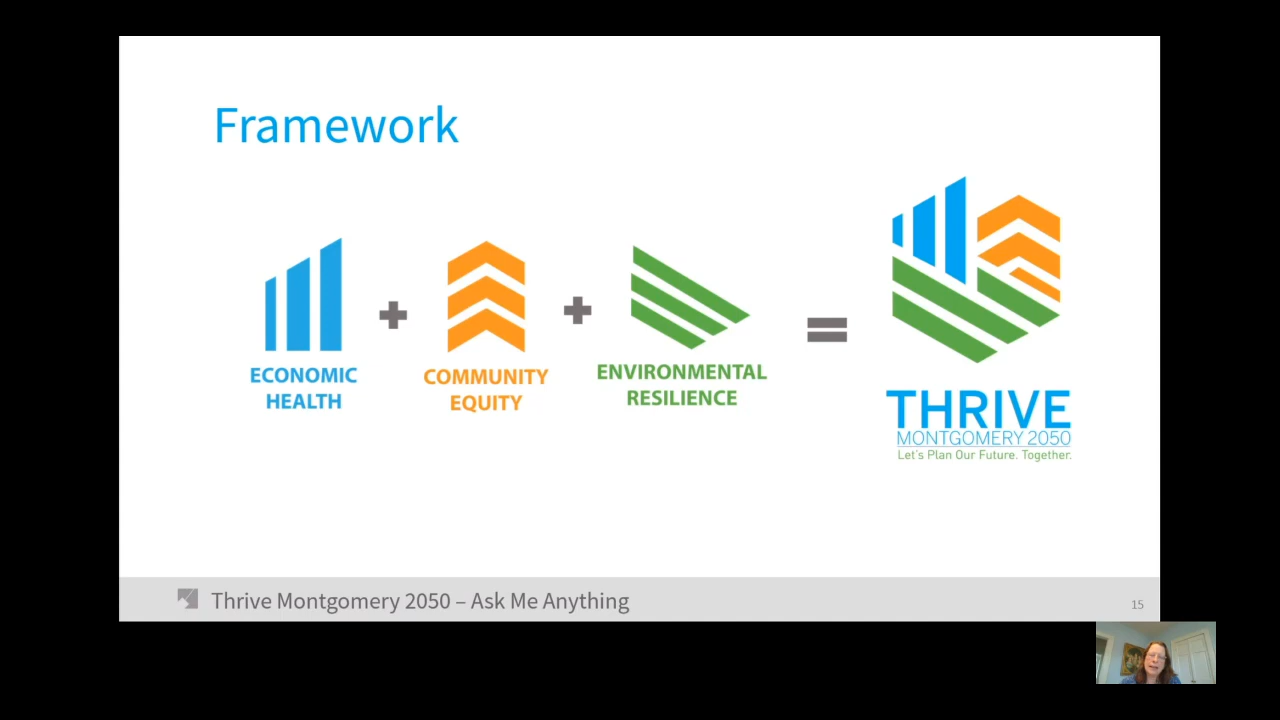 Framework
ECONOMIC
HEALTH
COMMUNITY
EQUITY
ENVIRONMENTAL
RESILIENCE
THRIVE
MONTGOMERY 2050
Let's Plan Our Future. Together.
Thrive Montgomery 2050 – Ask Me Anything
15